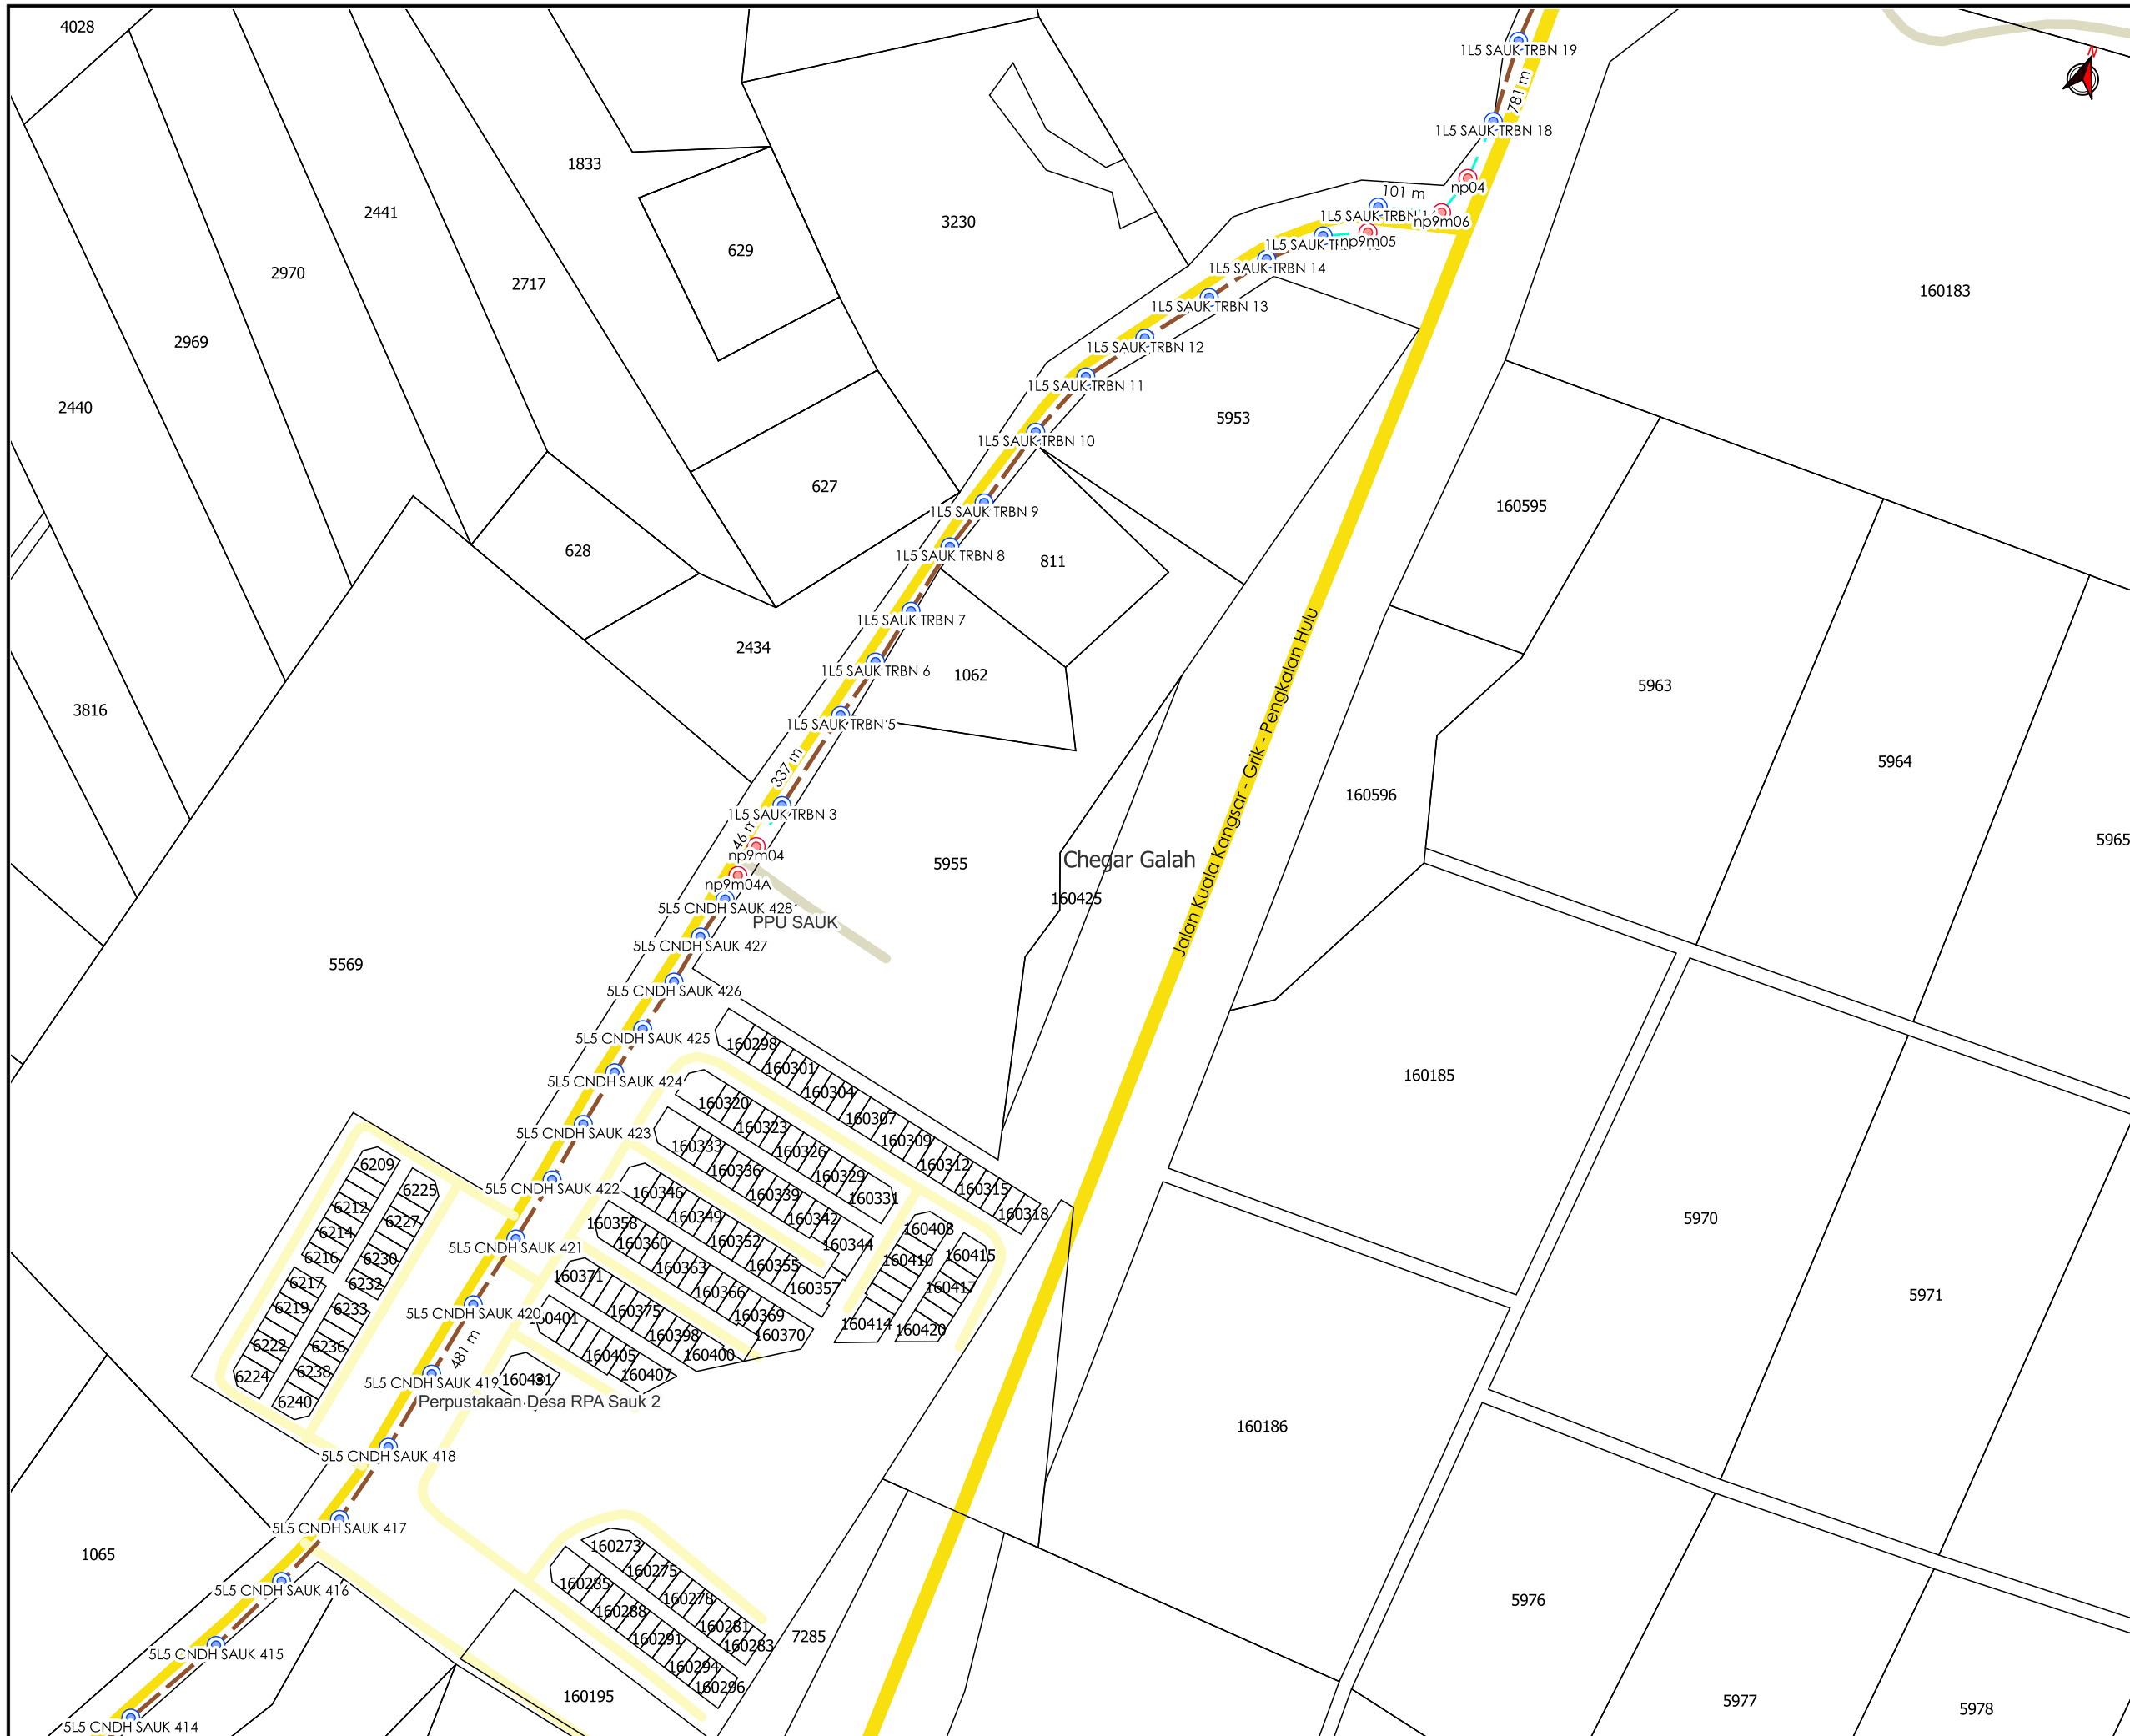 4028
N
1L5 SAUK TRBN 19
781 m
1L5 SAUK TRBN 18
1833
np04
101 m
2441
3230
1L5 SAUK
np9m06
629
np9m05
2970
1L5 SAUK TRBN 14
2717
160183
1L5 SAUK TRBN 13
2969
1L5 SAUK TRBN 12
1L5 SAUK TRBN 11
2440
5953
1L5 SAUK TRBN 10
627
160595
1L5 SAUK TRBN 9
628
1L5 SAUK TRBN 8
811
1L5 SAUK TRBN 7
2434
1L5 SAUK TRBN 6
1062
5963
3816
1L5 SAUK TRBN 5
337 m
Jalan Kuala Kangsar - Grik - Pengkalan Hulu
5964
160596
1L5 SAUK TRBN 3
46 m
5965
np9m04
Chegar Galah
5955
np9m04A
160425
5L5 CNDH SAUK 428
PPU SAUK
5L5 CNDH SAUK 427
5569
5L5 CNDH SAUK 426
5L5 CNDH SAUK 425
160298
160301
160185
5L5 CNDH SAUK 424
160304
160320
160307
160323
5L5 CNDH SAUK 423
160309
160333
160326
160312
6209
160336
160329
5L5 CNDH SAUK 422
6225
160346
160339
160331
160315
6212
160349
160342
160318
6227
160358
5970
160408
6214
160352
160360
160344
5L5 CNDH SAUK 421
160415
6216
6230
160355
160410
160363
160371
6217
6232
160357
160417
160366
5971
6219
6233
160375
5L5 CNDH SAUK 420
160369
160414
160420
160398
160370
6222
6236
481 m
160405
160400
6224
6238
5L5 CNDH SAUK 419
160407
6240
Perpustakaan Desa RPA Sauk 2
160186
5L5 CNDH SAUK 418
5L5 CNDH SAUK 417
160273
1065
160275
160285
5L5 CNDH SAUK 416
160278
5976
160288
160281
160291
7285
160283
5L5 CNDH SAUK 415
160294
160296
160195
5977
5978
5L5 CNDH SAUK 414